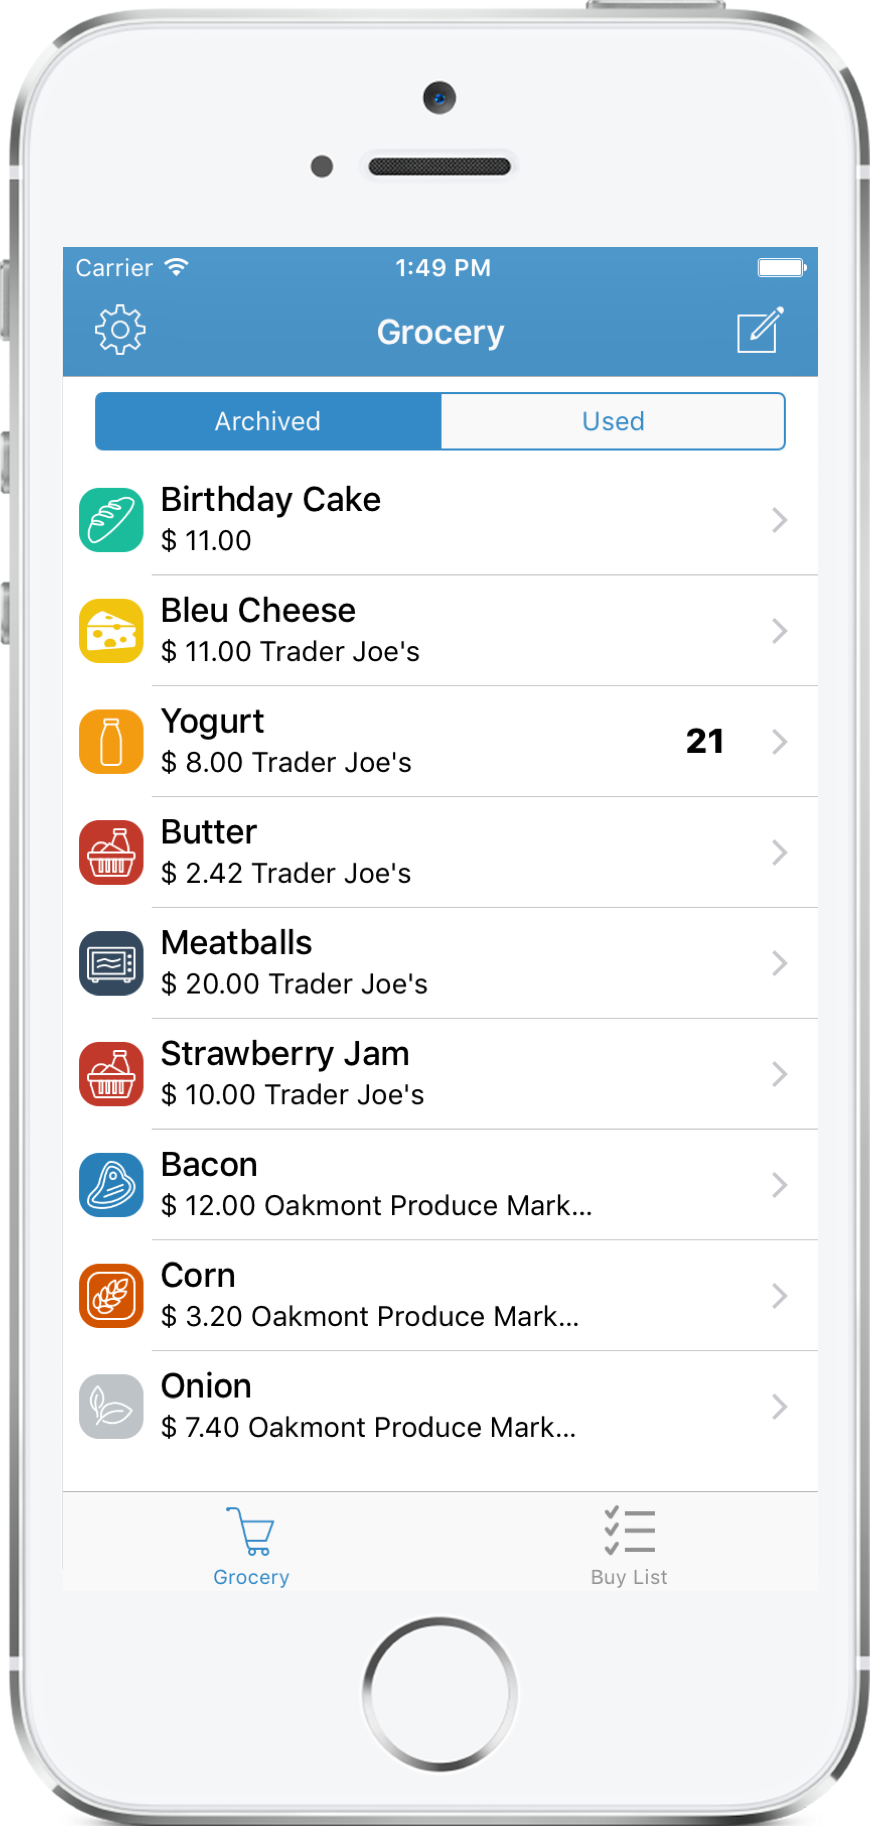 Carrier
1:49 PM
Grocery
Archived
Used
Birthday Cake
$ 11.00
Bleu Cheese
$ 11.00 Trader Joe's
Yogurt
$ 8.00 Trader Joe's
21
Butter
$ 2.42 Trader Joe's
Meatballs
$ 20.00 Trader Joe's
Strawberry Jam
$ 10.00 Trader Joe's
Bacon
$ 12.00 Oakmont Produce Mark...
Corn
$ 3.20 Oakmont Produce Mark...
Onion
$ 7.40 Oakmont Produce Mark...
Grocery
Buy List